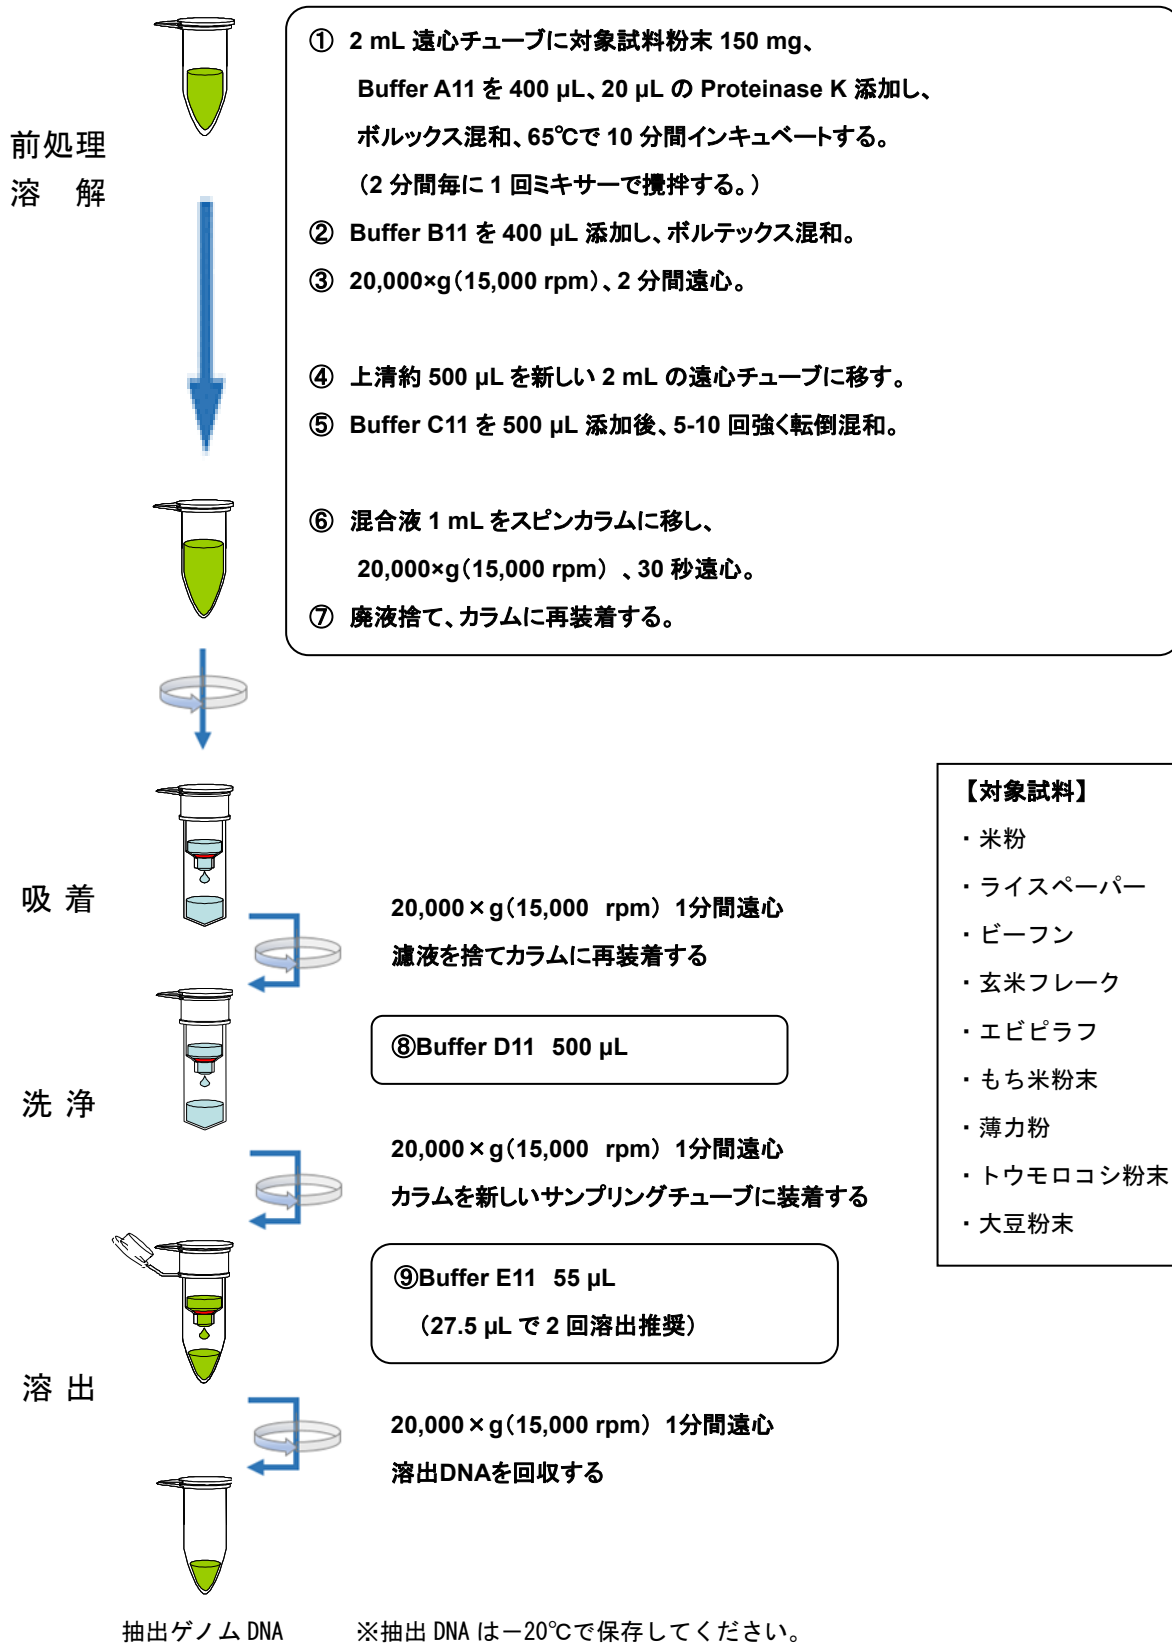 ① 2 mL 遠心チューブに対象試料粉末 150 mg、
Buffer A11 を 400 μL、20 μL の Proteinase K 添加し、
ボルックス混和、65℃で 10 分間インキュベートする。
（2 分間毎に 1 回ミキサーで攪拌する。）
② Buffer B11 を 400 μL 添加し、ボルテックス混和。
③ 20,000×g（15,000 rpm）、2 分間遠心。
④ 上清約 500 μL を新しい 2 mL の遠心チューブに移す。
⑤ Buffer C11 を 500 μL 添加後、5-10 回強く転倒混和。
⑥ 混合液 1 mL をスピンカラムに移し、
20,000×g（15,000 rpm） 、30 秒遠心。
⑦ 廃液捨て、カラムに再装着する。
前処理
溶 解
吸 着
20,000×g（15,000 rpm） 1分間遠心
濾液を捨てカラムに再装着する
⑧Buffer D11 500 μL
洗 浄
20,000×g（15,000 rpm） 1分間遠心
カラムを新しいサンプリングチューブに装着する
⑨Buffer E11 55 μL
（27.5 μL で 2 回溶出推奨）
溶 出
20,000×g（15,000 rpm） 1分間遠心
溶出DNAを回収する
【対象試料】
・米粉
・ライスペーパー
・ビーフン
・玄米フレーク
・エビピラフ
・もち米粉末
・薄力粉
・トウモロコシ粉末
・大豆粉末
抽出ゲノム DNA ※抽出 DNA は－20℃で保存してください。